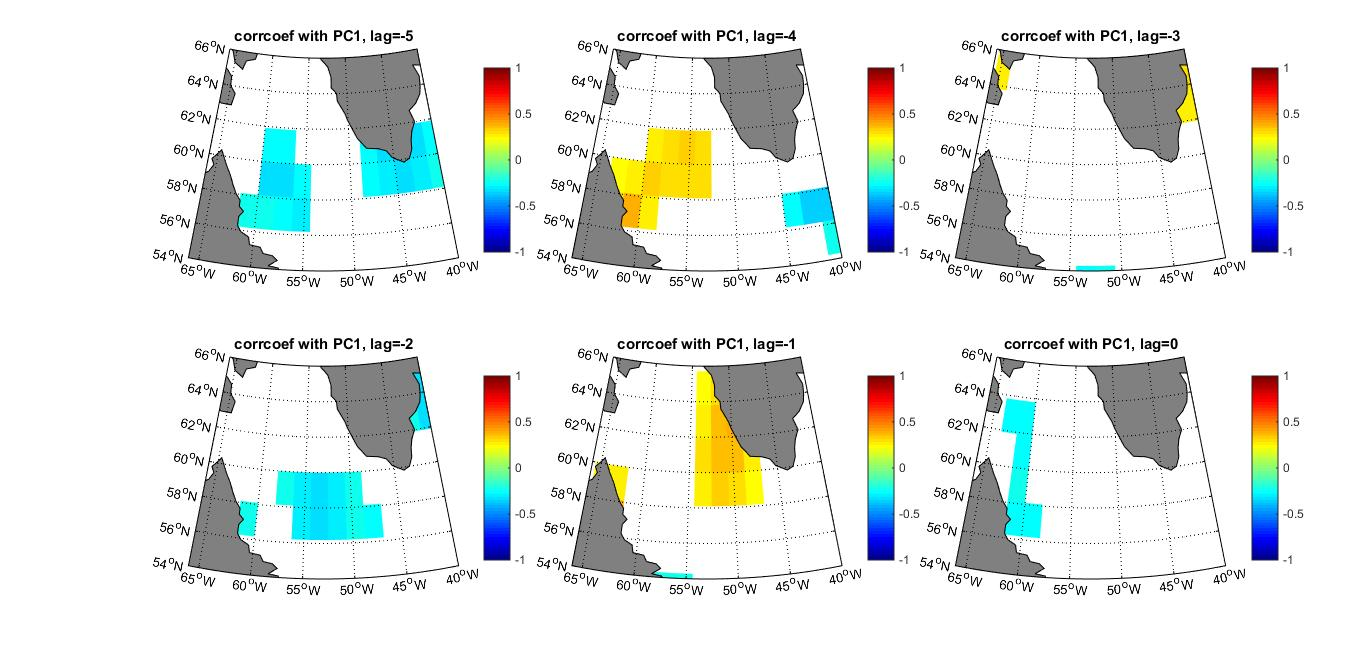 corrcoef with PC1, lag=-5
66°N
64°N
62°N
60°N
58°N
56°N
54°N
65°W
60°W
55°W
50°W
45°W
40°W
1
0.5
0
-0.5
-1
corrcoef with PC1, lag=-4
66°N
64°N
62°N
60°N
58°N
56°N
54°N
65°W
60°W
55°W
50°W
45°W
40°W
1
0.5
0
-0.5
-1
corrcoef with PC1, lag=-3
66°N
64°N
62°N
60°N
58°N
56°N
54°N
65°W
60°W
55°W
50°W
45°W
40°W
1
0.5
0
-0.5
-1
corrcoef with PC1, lag=-2
66°N
64°N
62°N
60°N
58°N
56°N
54°N
65°W
60°W
55°W
50°W
45°W
40°W
1
0.5
0
-0.5
-1
corrcoef with PC1, lag=-1
66°N
64°N
62°N
60°N
58°N
56°N
54°N
65°W
60°W
55°W
50°W
45°W
40°W
1
0.5
0
-0.5
-1
corrcoef with PC1, lag=0
66°N
64°N
62°N
60°N
58°N
56°N
54°N
65°W
60°W
55°W
50°W
45°W
40°W
1
0.5
0
-0.5
-1